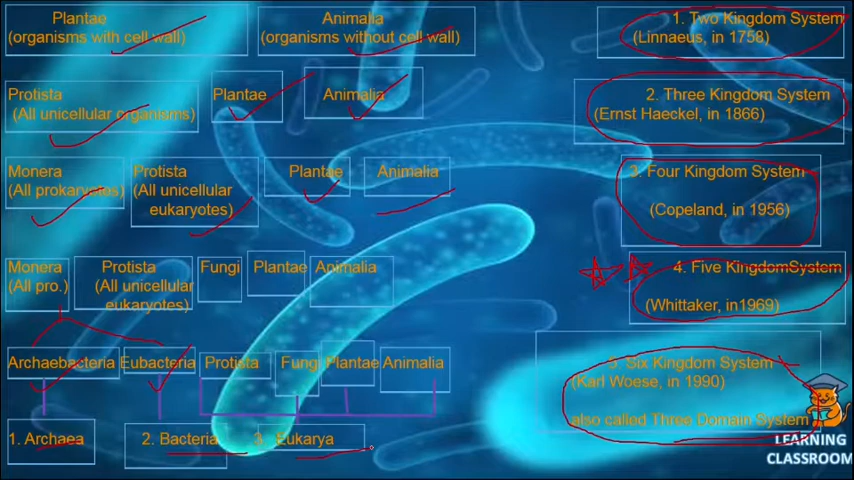 Plantae
(organisms with cell wall)
Animalia
(organisms without cell wall)
1. Two Kingdom System
(Linnaeus, in 1758)
Protista
(All unicellular organisms)
Plantae
Animalia
2. Three Kingdom System
(Ernst Haeckel, in 1866)
Monera
(All prokaryotes)
Protista
(All unicellular
eukaryotes)
Plantae
Animalia
3. Four Kingdom System
(Copeland, in 1956)
Monera
(All pro.)
Protista
(All unicellular
eukaryotes)
Fungi
Plantae
Animalia
4. Five KingdomSystem
(Whittaker, in1969)
Archaebacteria
Eubacteria
Protista
Fungi
Plantae
Animalia
5. Six Kingdom System
(Karl Woese, in 1990)
also called Three Domain System
1. Archaea
2. Bacteria
3. Eukarya
LEARNING
CLASSROOM